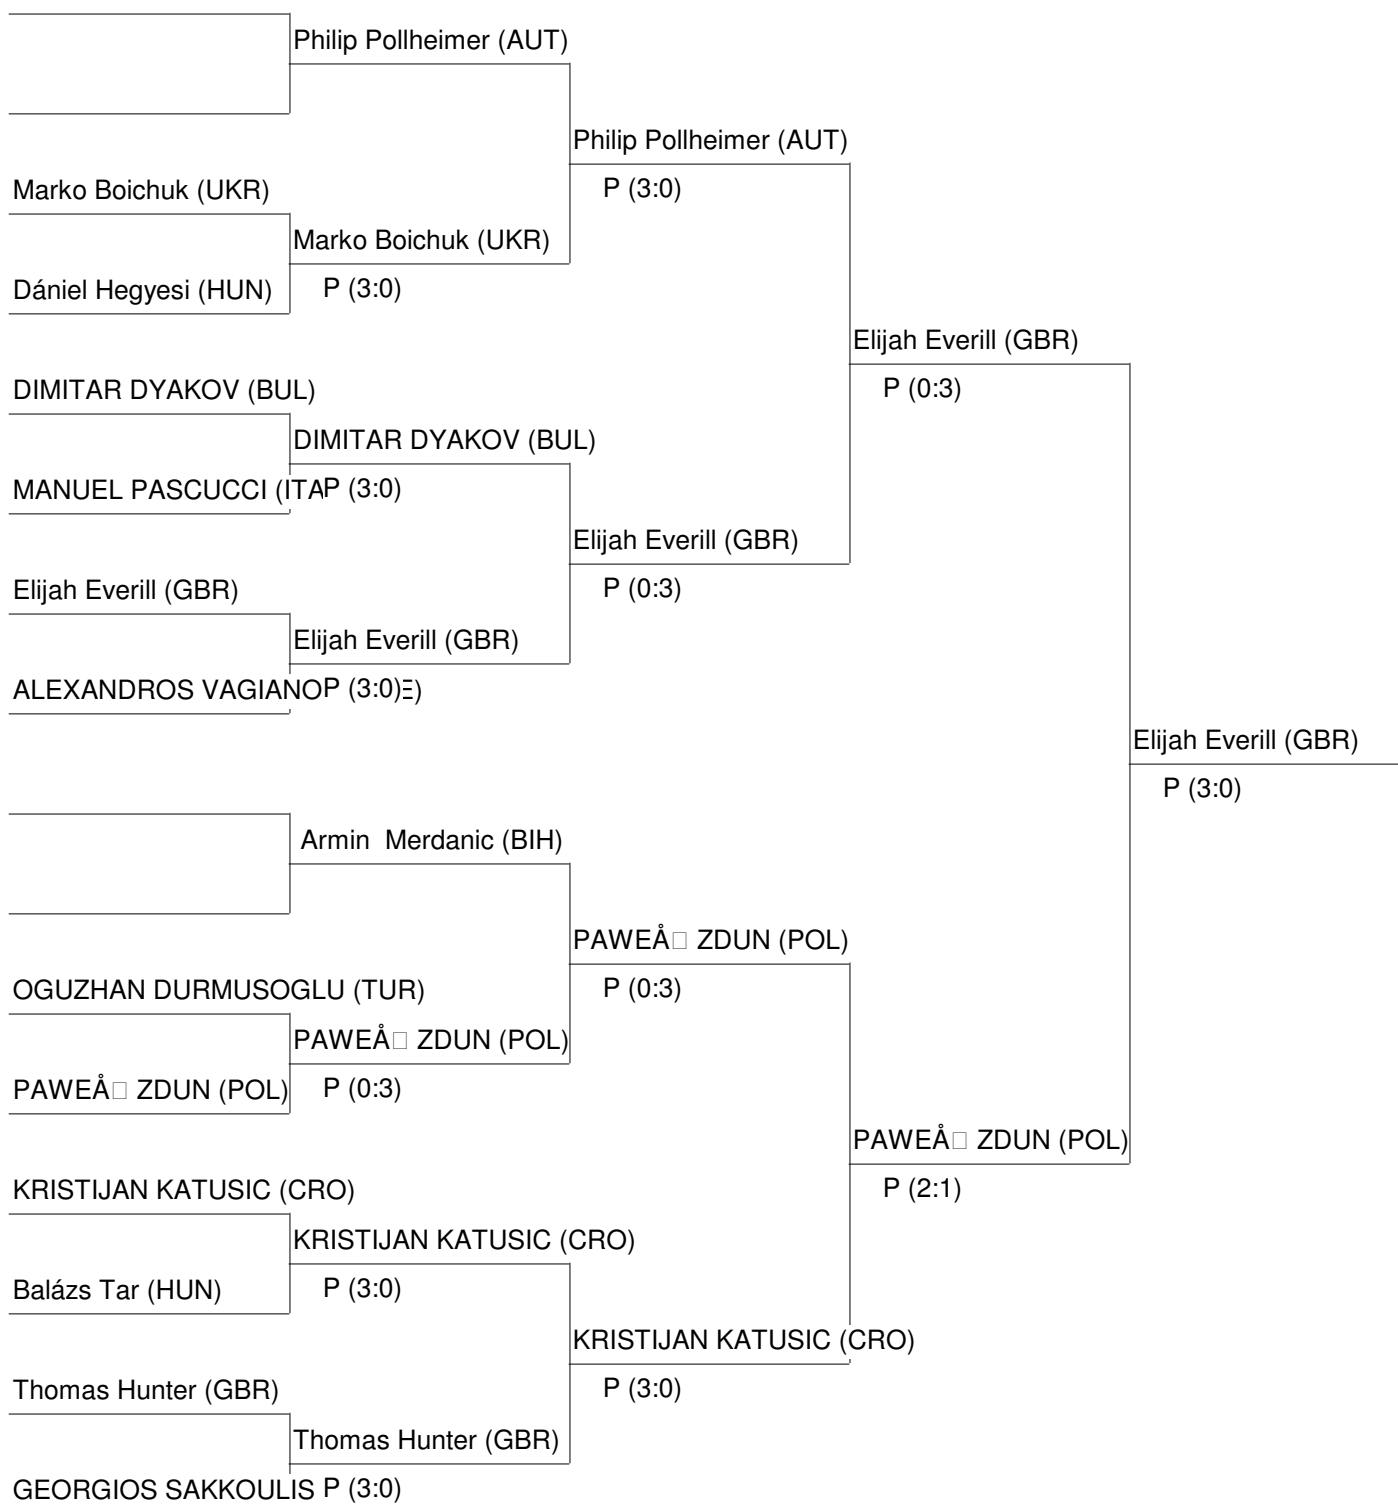 Philip Pollheimer (AUT)
Philip Pollheimer (AUT)
P (3:0)
Marko Boichuk (UKR)
Marko Boichuk (UKR)
P (3:0)
Dániel Hegyesi (HUN)
Elijah Everill (GBR)
P (0:3)
DIMITAR DYAKOV (BUL)
DIMITAR DYAKOV (BUL)
P (3:0)
MANUEL PASCUCCI (ITA
Elijah Everill (GBR)
P (0:3)
Elijah Everill (GBR)
Elijah Everill (GBR)
P (3:0)
ALEXANDROS VAGIANO
Elijah Everill (GBR)
P (3:0)
Armin  Merdanic (BIH)
PAWEÅ□ ZDUN (POL)
P (0:3)
OGUZHAN DURMUSOGLU (TUR)
PAWEÅ□ ZDUN (POL)
P (0:3)
PAWEÅ□ ZDUN (POL)
PAWEÅ□ ZDUN (POL)
P (2:1)
KRISTIJAN KATUSIC (CRO)
KRISTIJAN KATUSIC (CRO)
P (3:0)
Balázs Tar (HUN)
KRISTIJAN KATUSIC (CRO)
P (3:0)
Thomas Hunter (GBR)
Thomas Hunter (GBR)
P (3:0)
GEORGIOS SAKKOULIS